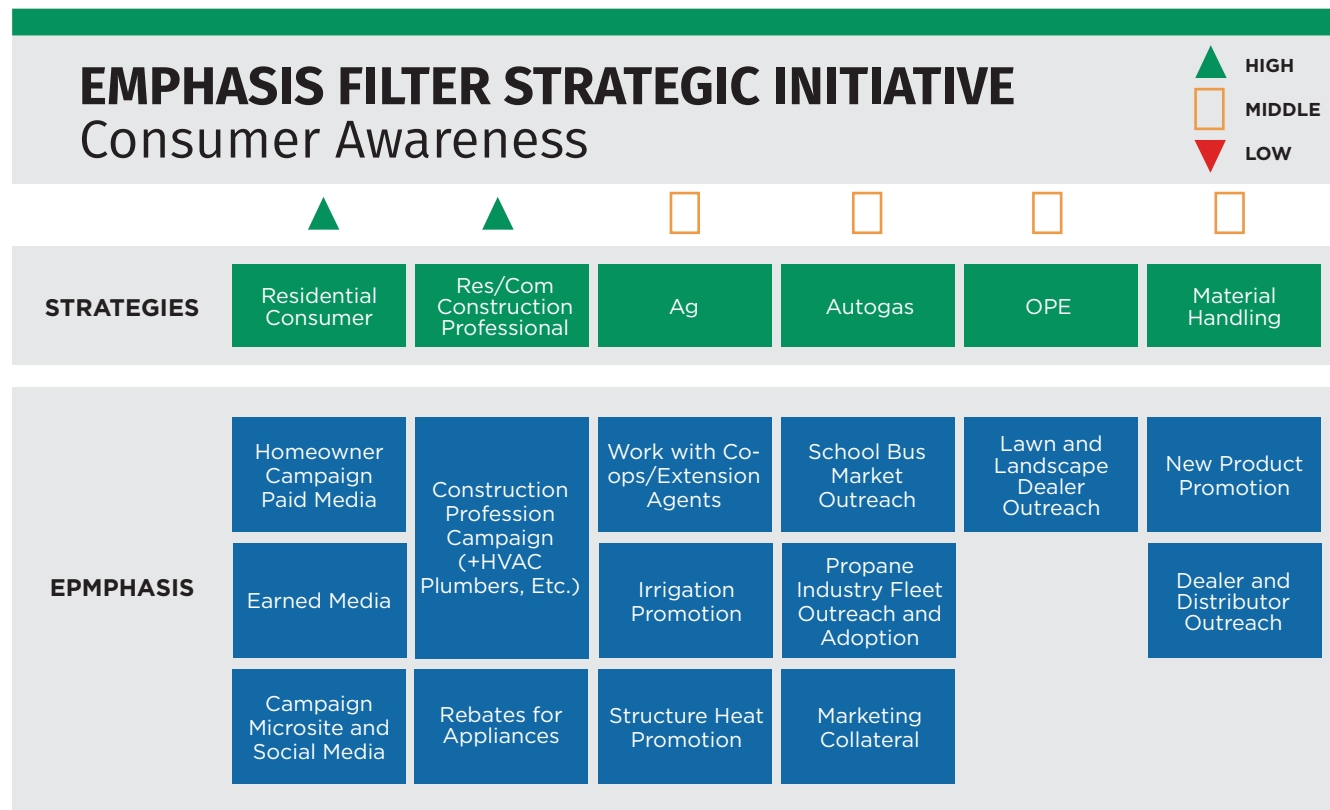 EMPHASIS FILTER STRATEGIC INITIATIVE
Consumer Awareness
HIGH
MIDDLE
LOW
STRATEGIES
Residential
Consumer
Res/Com
Construction
Professional
Ag
Autogas
OPE
Material
Handling
EPMPHASIS
Homeowner
Campaign
Paid Media
Earned Media
Campaign
Microsite and
Social Media
Construction
Profession
Campaign
(+HVAC
Plumbers, Etc.)
Rebates for
Appliances
Work with Co-
ops/Extension
Agents
Irrigation
Promotion
Structure Heat
Promotion
School Bus
Market
Outreach
Propane
Industry Fleet
Outreach and
Adoption
Marketing
Collateral
Lawn and
Landscape
Dealer
Outreach
New Product
Promotion
Dealer and
Distributor
Outreach